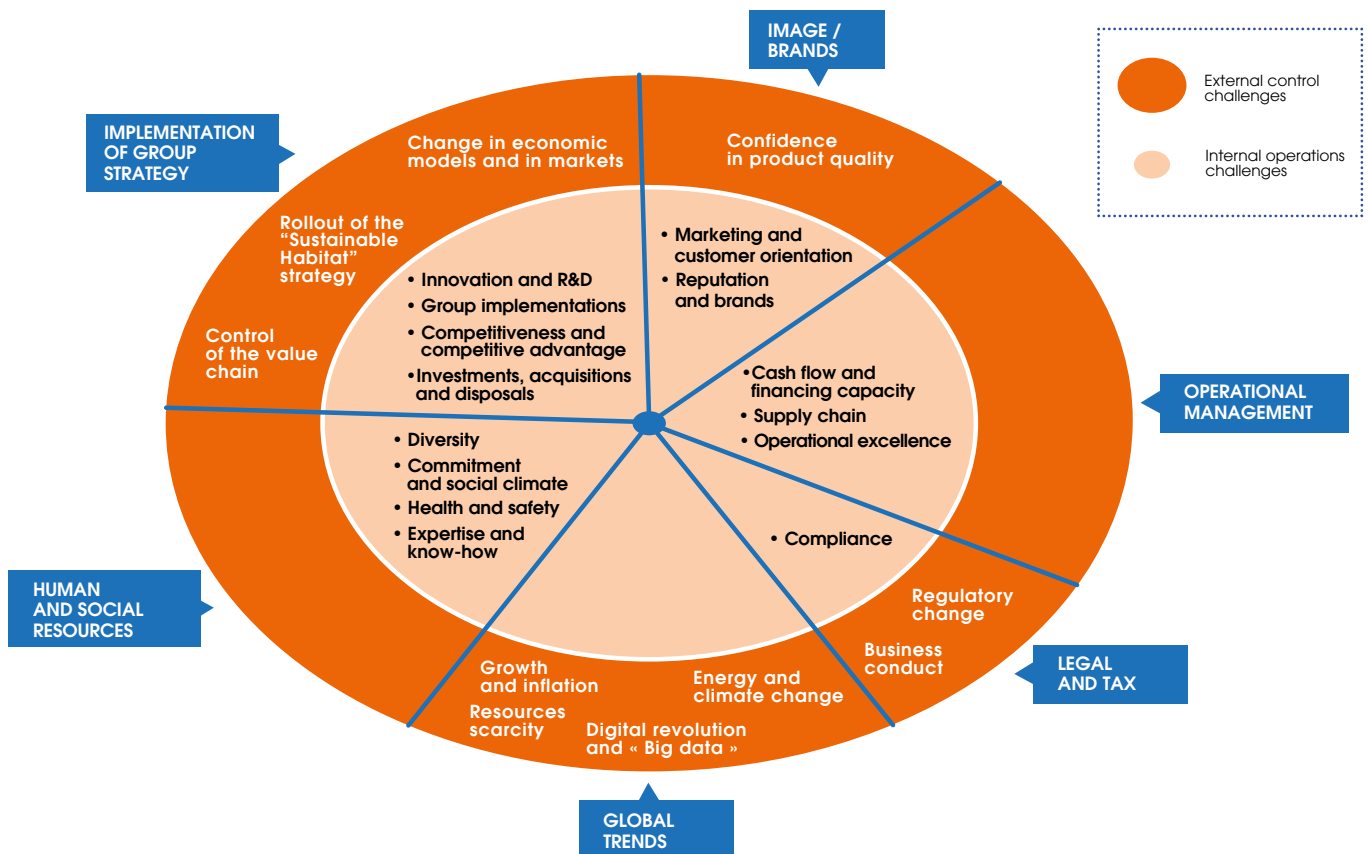 IMAGE /
BRANDS
External control
challenges
Internal operations
challenges
IMPLEMENTATION
OF GROUP
STRATEGY
Change in economic
models and in markets
Confidence
in product quality
Rollout of the
“Sustainable
Habitat”
strategy
Control
of the value
chain
• Marketing and
customer orientation
• Reputation
and brands
• Innovation and R&D
• Group implementations
• Competitiveness and
competitive advantage
•Investments, acquisitions
and disposals
•Cash flow and
financing capacity
• Supply chain
• Operational excellence
OPERATIONAL
MANAGEMENT
• Diversity
• Commitment
and social climate
• Health and safety
• Expertise and
know-how
• Compliance
HUMAN
AND SOCIAL
RESOURCES
Regulatory
change
Business
conduct
LEGAL
AND TAX
Growth
and inflation
Resources
scarcity
Energy and
climate change
Digital revolution
and « Big data »
GLOBAL
TRENDS